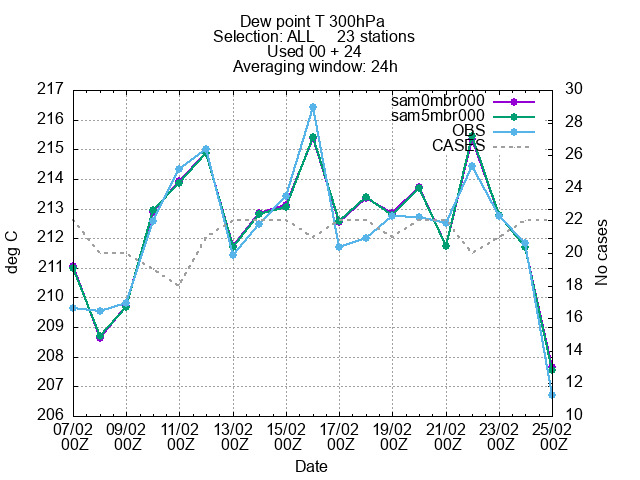 Dew point T 300hPa
Selection: ALL 23 stations
Used 00 + 24
Averaging window: 24h
217 30
216 28
215 26
214 24
213 22
212 20
211 18
210 16
209 14
208 12
207 10
206
sam0mbr000
sam5mbr000
OBS
CASES
deg C
No cases
07/02 09/02 11/02 13/02 15/02 17/02 19/02 21/02 23/02 25/02
00Z 00Z 00Z 00Z 00Z 00Z 00Z 00Z 00Z 00Z
Date